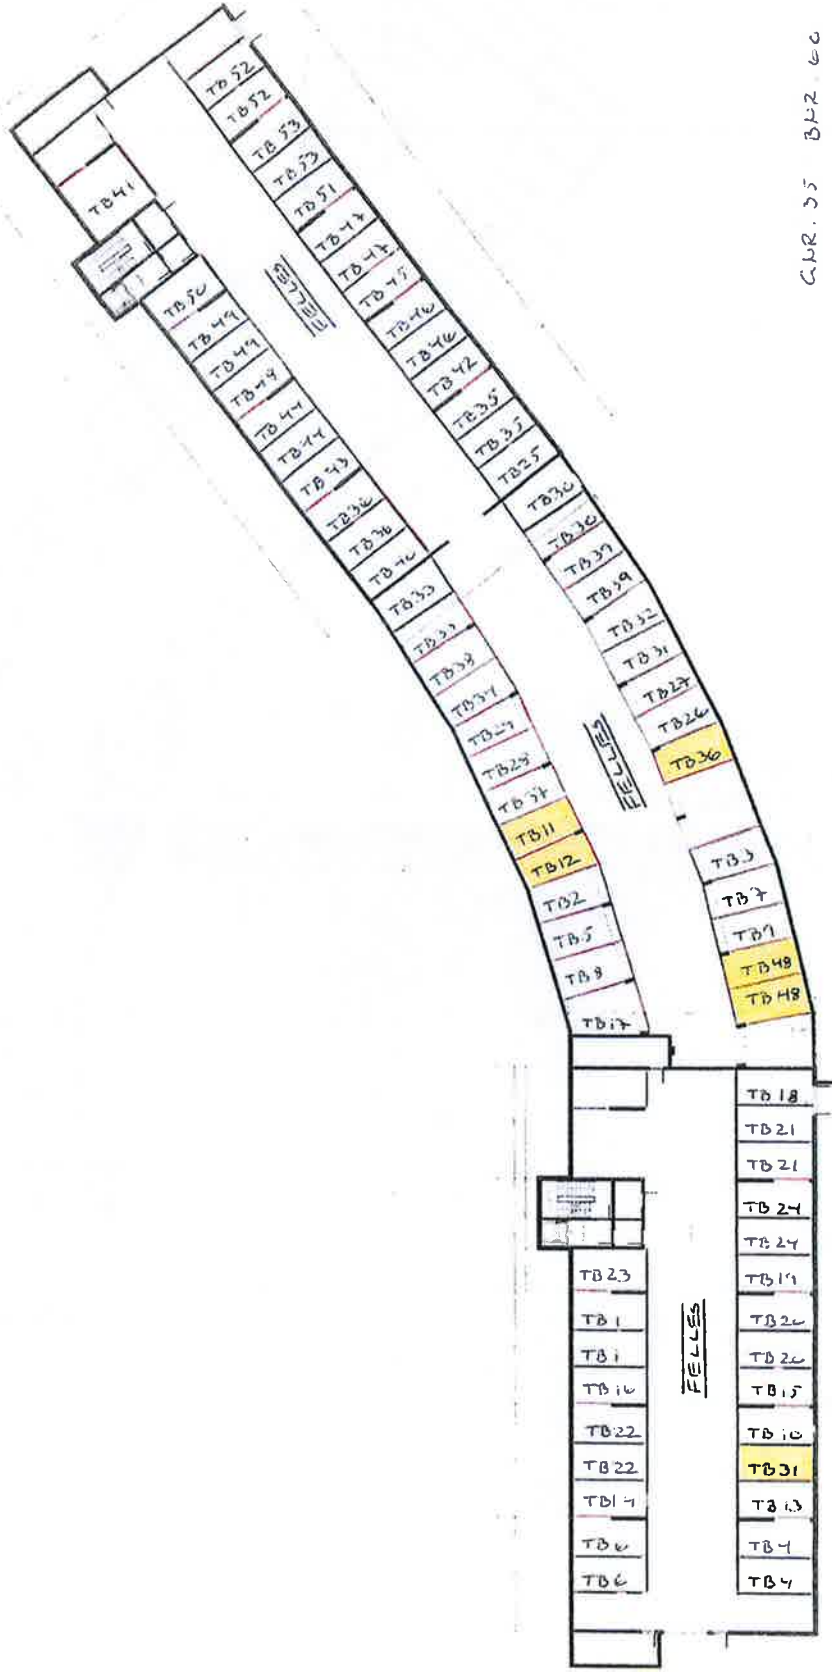 GNR. 35 BNR. 60
TB 52
TB 52
TB 53
TB 53
TB 51
TB 47
TB 47
TB 45
TB 46
TB 46
TB 42
TB 35
TB 35
TB 25
TB 30
TB 30
TB 39
TB 39
TB 32
TB 31
TB 27
TB 26
TB 36
TB 3
TB 7
TB 9
TB 48
TB 48
TB 41
TB 50
TB 49
TB 49
TB 49
TB 44
TB 44
TB 43
TB 36
TB 36
TB 40
TB 33
TB 33
TB 38
TB 34
TB 29
TB 28
TB 37
TB 11
TB 12
TB 2
TB 5
TB 8
TB 17
FELLES
FELLES
TB 18
TB 21
TB 21
TB 24
TB 24
TB 19
TB 20
TB 20
TB 15
TB 10
TB 31
TB 13
TB 4
TB 4
TB 23
TB 1
TB 1
TB 16
TB 22
TB 22
TB 14
TB 6
TB 6
FELLES